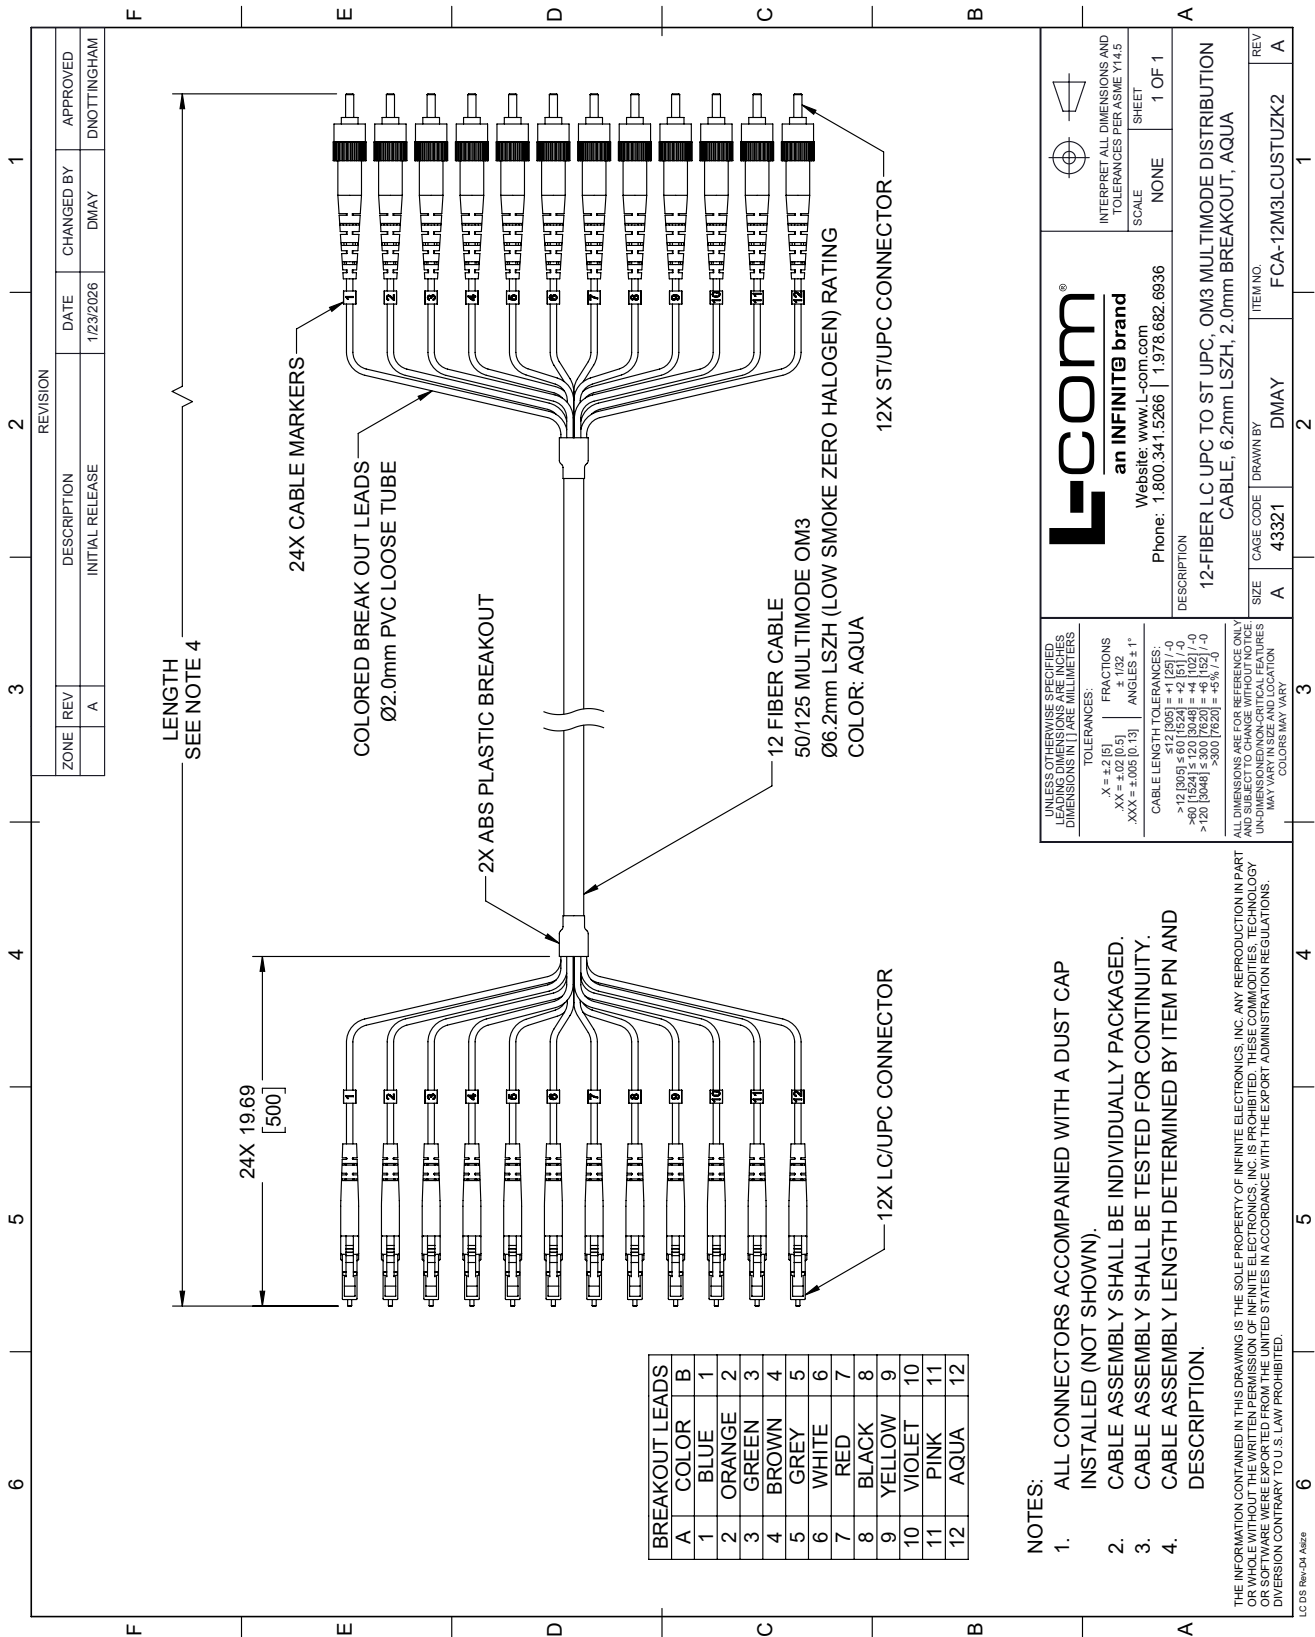 6
5
4
3
2
1
F
E
D
C
B
A
REVISION
ZONE REV DESCRIPTION DATE CHANGED BY APPROVED
A INITIAL RELEASE 1/23/2026 DMAY DNOTTINGHAM
LENGTH
SEE NOTE 4
24X 19.69
[500]
24X CABLE MARKERS
COLORED BREAK OUT LEADS
Ø2.0mm PVC LOOSE TUBE
2X ABS PLASTIC BREAKOUT
1
2
3
4
5
6
7
8
9
10
11
12
1
2
3
4
5
6
7
8
9
10
11
12
12 FIBER CABLE
50/125 MULTIMODE OM3
Ø6.2mm LSZH (LOW SMOKE ZERO HALOGEN) RATING
COLOR: AQUA
12X LC/UPC CONNECTOR
12X ST/UPC CONNECTOR
BREAKOUT LEADS
A COLOR B
1 BLUE 1
2 ORANGE 2
3 GREEN 3
4 BROWN 4
5 GREY 5
6 WHITE 6
7 RED 7
8 BLACK 8
9 YELLOW 9
10 VIOLET 10
11 PINK 11
12 AQUA 12
NOTES:
1. ALL CONNECTORS ACCOMPANIED WITH A DUST CAP
INSTALLED (NOT SHOWN).
2. CABLE ASSEMBLY SHALL BE INDIVIDUALLY PACKAGED.
3. CABLE ASSEMBLY SHALL BE TESTED FOR CONTINUITY.
4. CABLE ASSEMBLY LENGTH DETERMINED BY ITEM PN AND
DESCRIPTION.
THE INFORMATION CONTAINED IN THIS DRAWING IS THE SOLE PROPERTY OF INFINITE ELECTRONICS, INC. ANY REPRODUCTION IN PART
OR WHOLE WITHOUT THE WRITTEN PERMISSION OF INFINITE ELECTRONICS, INC. IS PROHIBITED. THESE COMMODITIES, TECHNOLOGY
OR SOFTWARE WERE EXPORTED FROM THE UNITED STATES IN ACCORDANCE WITH THE EXPORT ADMINISTRATION REGULATIONS.
DIVERSION CONTRARY TO U.S. LAW PROHIBITED.
UNLESS OTHERWISE SPECIFIED
LEADING DIMENSIONS ARE INCHES
DIMENSIONS IN [ ] ARE MILLIMETERS
TOLERANCES:
.X = ±.2 [5] FRACTIONS
.XX = ±.02 [0.5] ± 1/32
.XXX = ±.005 [0.13] ANGLES ± 1°
CABLE LENGTH TOLERANCES:
≤12 [305] = +1 [25] / -0
>12 [305] ≤ 60 [1524] = +2 [51] / -0
>60 [1524] ≤ 120 [3048] = +4 [102] / -0
>120 [3048] ≤ 300 [7620] = +6 [152] / -0
>300 [7620] = +5% / -0
ALL DIMENSIONS ARE FOR REFERENCE ONLY
AND SUBJECT TO CHANGE WITHOUT NOTICE.
UN-DIMENSIONED/NON-CRITICAL FEATURES
MAY VARY IN SIZE AND LOCATION
COLORS MAY VARY
L-com®
an INFINITE brand
Website: www.L-com.com
Phone: 1.800.341.5266 | 1.978.682.6936
INTERPRET ALL DIMENSIONS AND
TOLERANCES PER ASME Y14.5
SCALE SHEET
NONE 1 OF 1
DESCRIPTION
12-FIBER LC UPC TO ST UPC, OM3 MULTIMODE DISTRIBUTION
CABLE, 6.2mm LSZH, 2.0mm BREAKOUT, AQUA
SIZE CAGE CODE DRAWN BY ITEM NO. REV
A 43321 DMAY FCA-12M3LCUSTUZK2 A
6
5
4
3
2
1
F
E
D
C
B
A
LC DS Rev-D4 Asize